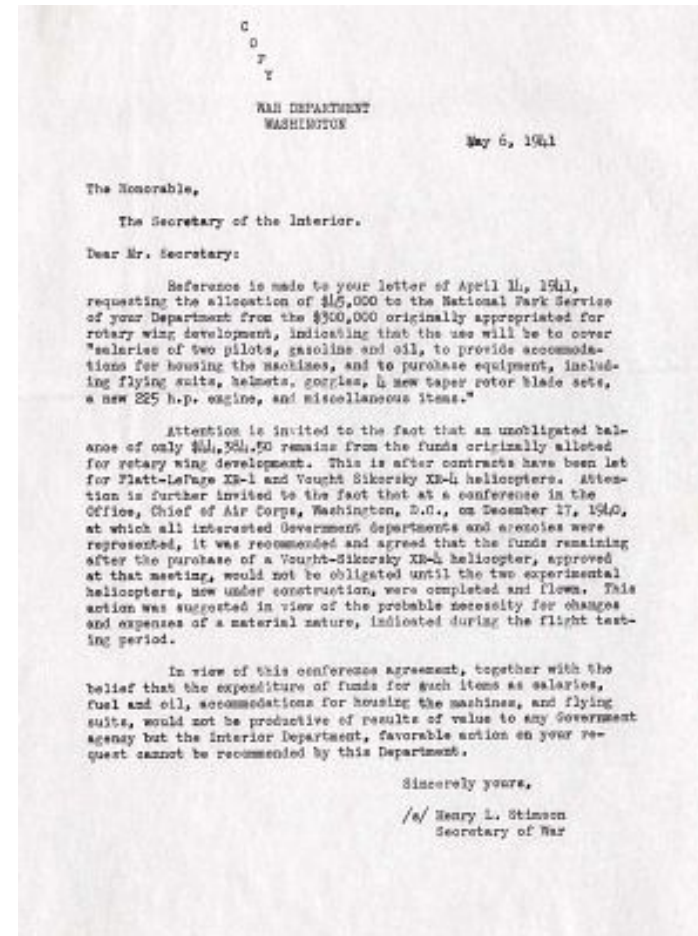 C
O
P
Y
WAR DEPARTMENT
WASHINGTON
May 6, 1941
The Honorable,
The Secretary of the Interior.
Dear Mr. Secretary:
Reference is made to your letter of April 14, 1941,
requesting the allocation of $45,000 to the National Park Service
of your Department from the $300,000 originally appropriated for
rotary wing development, indicating that the use will be to cover
"salaries of two pilots, gasoline and oil, to provide accommoda-
tions for housing the machines, and to purchase equipment, includ-
ing flying suits, helmets, goggles, 4 new taper rotor blade sets,
a new 225 h.p. engine, and miscellaneous items."
Attention is invited to the fact that an unobligated bal-
ance of only $44,384.50 remains from the funds originally alloted
for rotary wing development. This is after contracts have been let
for Platt-LePage XR-1 and Vought Sikorsky XR-4 helicopters. Atten-
tion is further invited to the fact that at a conference in the
Office, Chief of Air Corps, Washington, D.C., on December 17, 1940,
at which all interested Government departments and agencies were
represented, it was recommended and agreed that the funds remaining
after the purchase of a Vought-Sikorsky XR-4 helicopter, approved
at that meeting, would not be obligated until the two experimental
helicopters, now under construction, were completed and flown. This
action was suggested in view of the probable necessity for changes
and expenses of a material nature, indicated during the flight test-
ing period.
In view of this conference agreement, together with the
belief that the expenditure of funds for such items as salaries,
fuel and oil, accommodations for housing the machines, and flying
suits, would not be productive of results of value to any Government
agency but the Interior Department, favorable action on your re-
quest cannot be recommended by this Department.
Sincerely yours,
/s/ Henry L. Stimson
Secretary of War